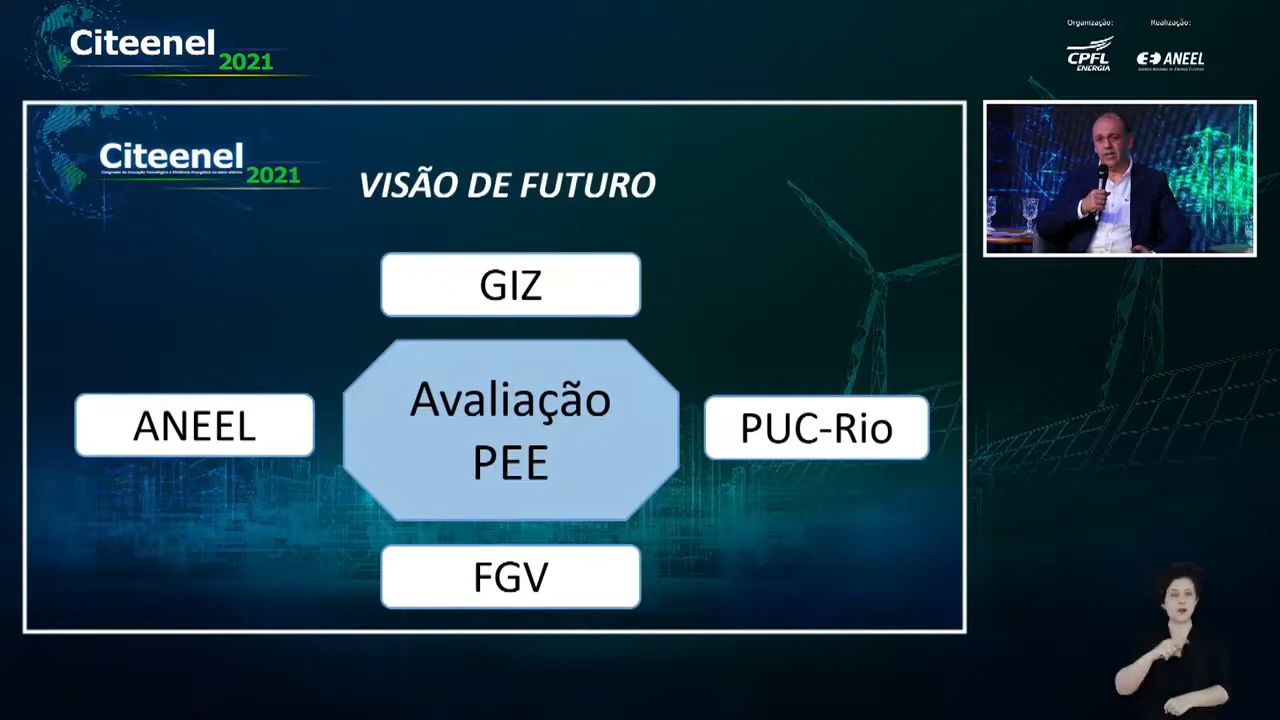 Citeenel
2021
Organização:
Realização:
CPFL
ENERGIA
ANEEL
Citeenel
2021
VISÃO DE FUTURO
GIZ
ANEEL
Avaliação
PEE
PUC-Rio
FGV